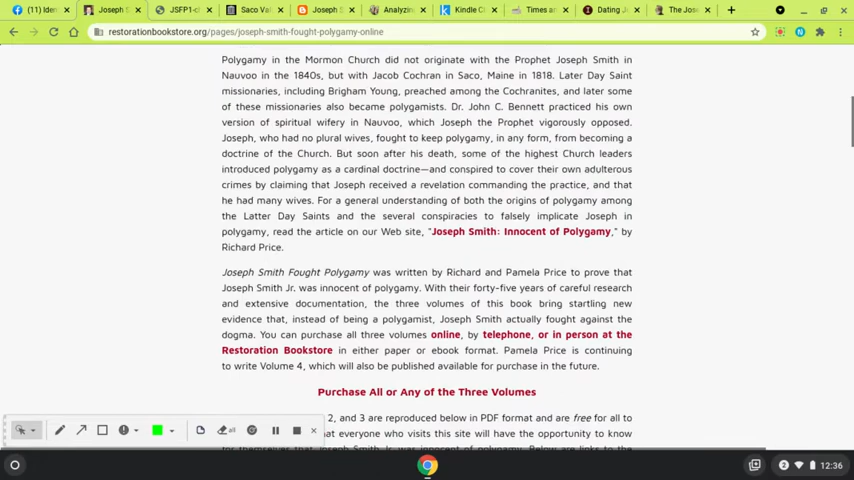 (1) Iden
Joseph S
JSFP1-cl
Saco Val
Joseph S
Analyzin
Kindle C
Times an
Dating J
The Jose
restorationbookstore.org/pages/joseph-smith-fought-polygamy-online
Polygamy in the Mormon Church did not originate with the Prophet Joseph Smith in
Nauvoo in the 1840s, but with Jacob Cochran in Saco, Maine in 1818. Later Day Saint
missionaries, including Brigham Young, preached among the Cochranites, and later some
of these missionaries also became polygamists. Dr. John C. Bennett practiced his own
version of spiritual wifery in Nauvoo, which Joseph the Prophet vigorously opposed.
Joseph, who had no plural wives, fought to keep polygamy, in any form, from becoming a
doctrine of the Church. But soon after his death, some of the highest Church leaders
introduced polygamy as a cardinal doctrine—and conspired to cover their own adulterous
crimes by claiming that Joseph received a revelation commanding the practice, and that
he had many wives. For a general understanding of both the origins of polygamy among
the Latter Day Saints and the several conspiracies to falsely implicate Joseph in
polygamy, read the article on our Web site, "Joseph Smith: Innocent of Polygamy," by
Richard Price.
Joseph Smith Fought Polygamy was written by Richard and Pamela Price to prove that
Joseph Smith Jr. was innocent of polygamy. With their forty-five years of careful research
and extensive documentation, the three volumes of this book bring startling new
evidence that, instead of being a polygamist, Joseph Smith actually fought against the
dogma. You can purchase all three volumes online, by telephone, or in person at the
Restoration Bookstore in either paper or ebook format. Pamela Price is continuing
to write Volume 4, which will also be published available for purchase in the future.
Purchase All or Any of the Three Volumes
2, and 3 are reproduced below in PDF format and are free for all to
at everyone who visits this site will have the opportunity to know
all
2
12:36